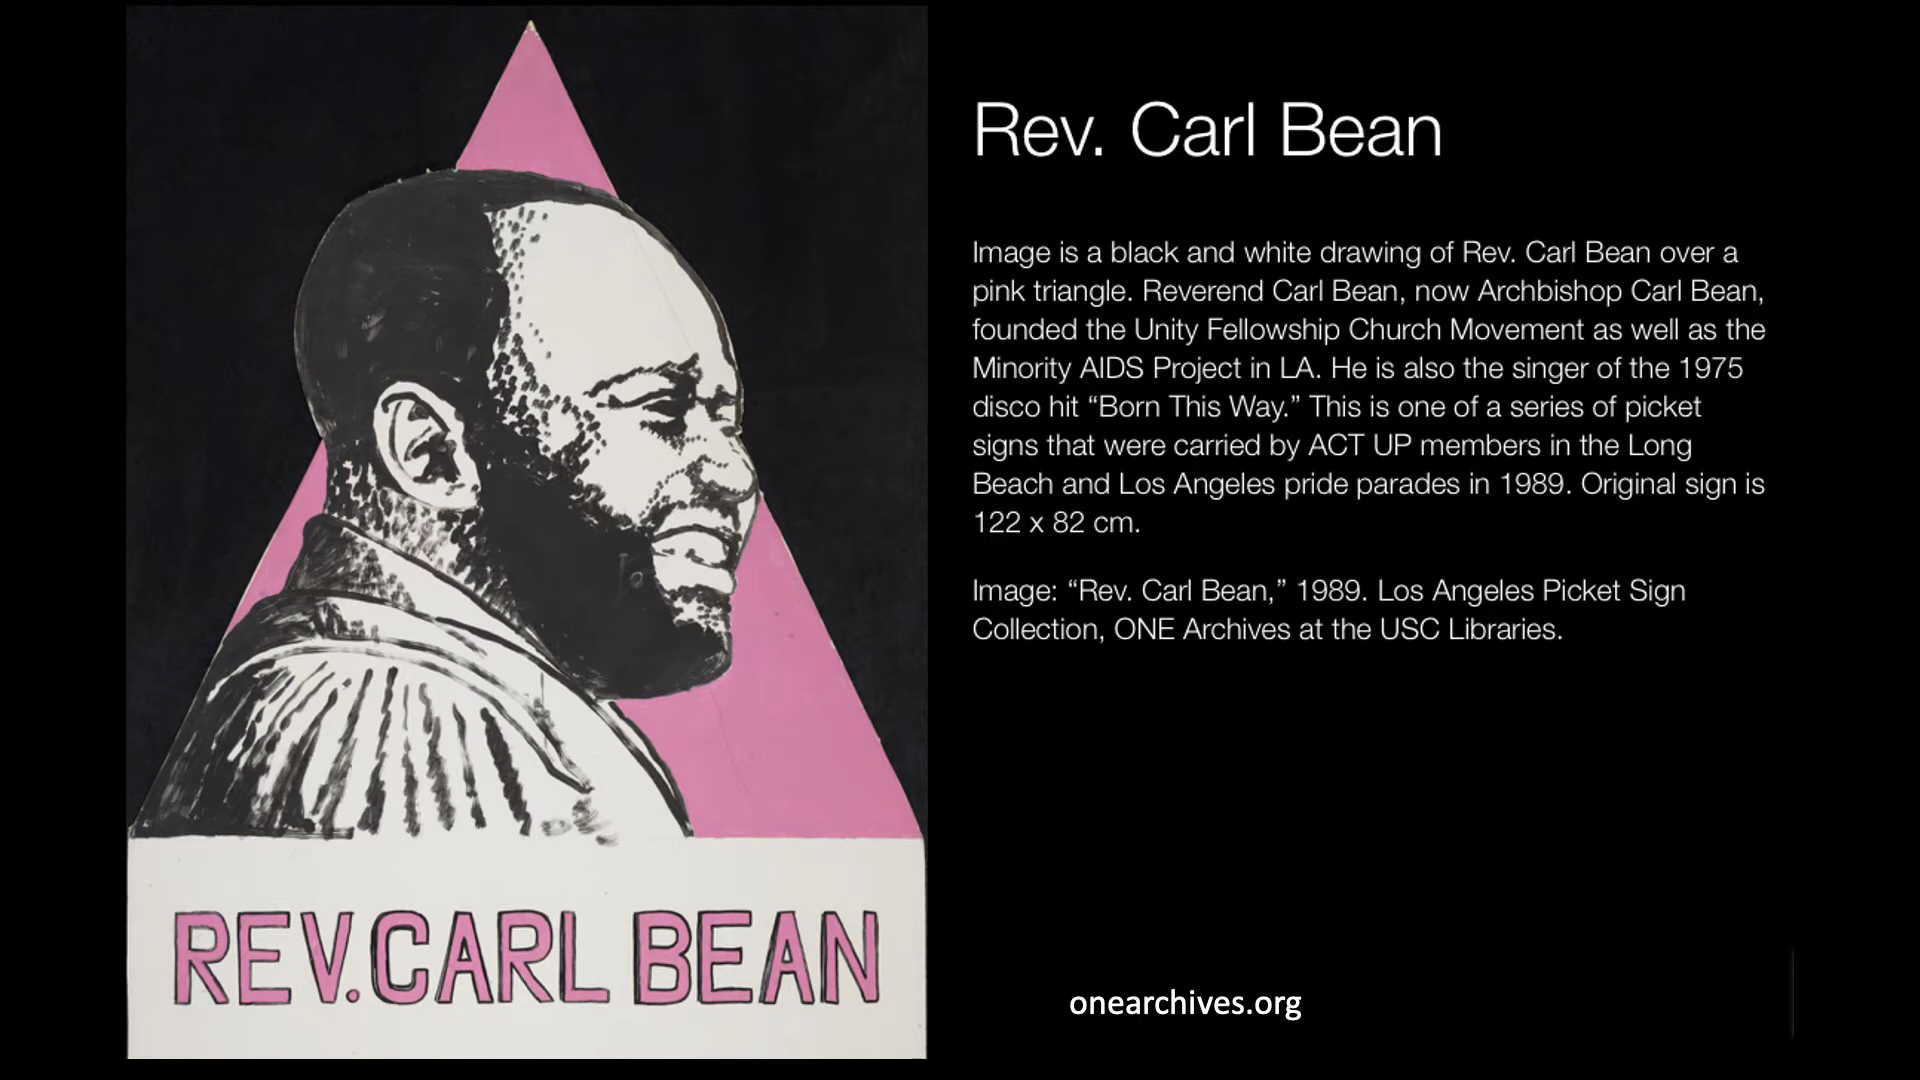 REV. CARL BEAN
Rev. Carl Bean
Image is a black and white drawing of Rev. Carl Bean over a
pink triangle. Reverend Carl Bean, now Archbishop Carl Bean,
founded the Unity Fellowship Church Movement as well as the
Minority AIDS Project in LA. He is also the singer of the 1975
disco hit “Born This Way.” This is one of a series of picket
signs that were carried by ACT UP members in the Long
Beach and Los Angeles pride parades in 1989. Original sign is
122 x 82 cm.
Image: “Rev. Carl Bean,” 1989. Los Angeles Picket Sign
Collection, ONE Archives at the USC Libraries.
onearchives.org